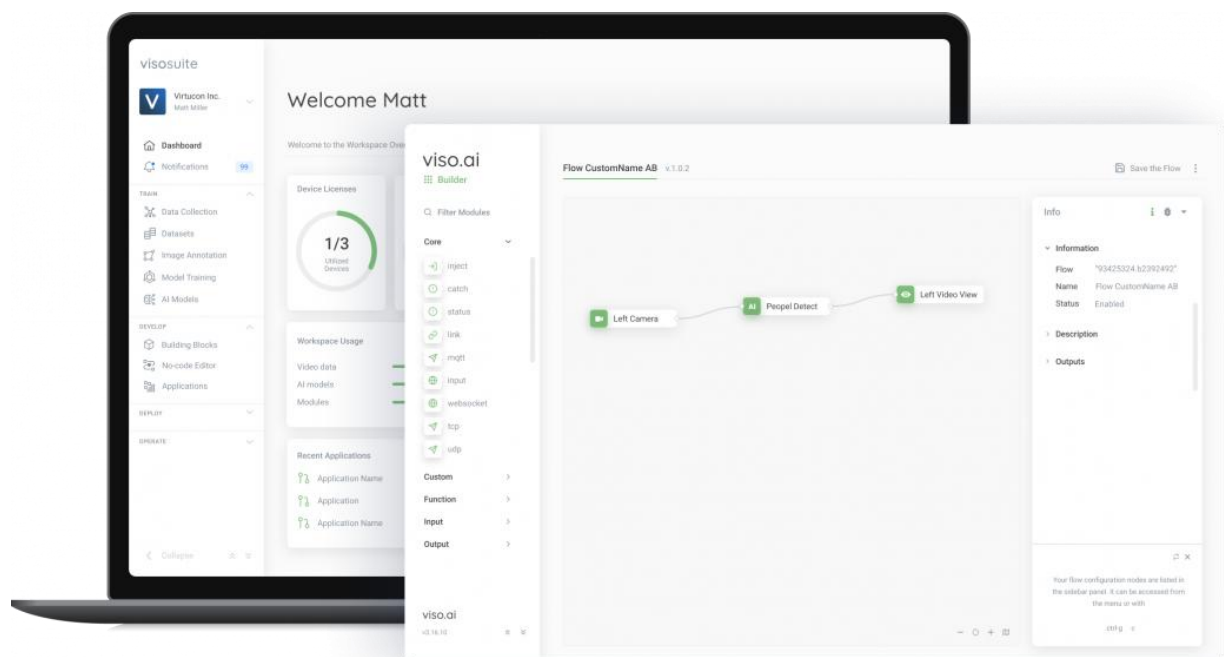 visosuite
Virtucon Inc.
Matt Miller
Dashboard
Notifications 99
TRAIN
Data Collection
Datasets
Image Annotation
Model Training
AI Models
DEVELOP
Building Blocks
No-code Editor
Applications
DEPLOY
OPERATE
Collapse
Welcome Matt
Welcome to the Workspace Ove
Device Licenses
1/3
Utilized
Devices
Workspace Usage
Video data
AI models
Modules
Recent Applications
Application Name
Application
Application Name
viso.ai
Builder
Filter Modules
Core
inject
catch
status
link
mqtt
input
websocket
tcp
udp
Custom
Function
Input
Output
viso.ai
v3.16.10
Flow CustomName AB v.1.0.2
Save the Flow
Left Camera
AI Peopel Detect
Left Video View
Info
Information
Flow "93425324.b2392492"
Name Flow CustomName AB
Status Enabled
Description
Outputs
Your flow configuration nodes are listed in
the sidebar panel. It can be accessed from
the menu or with